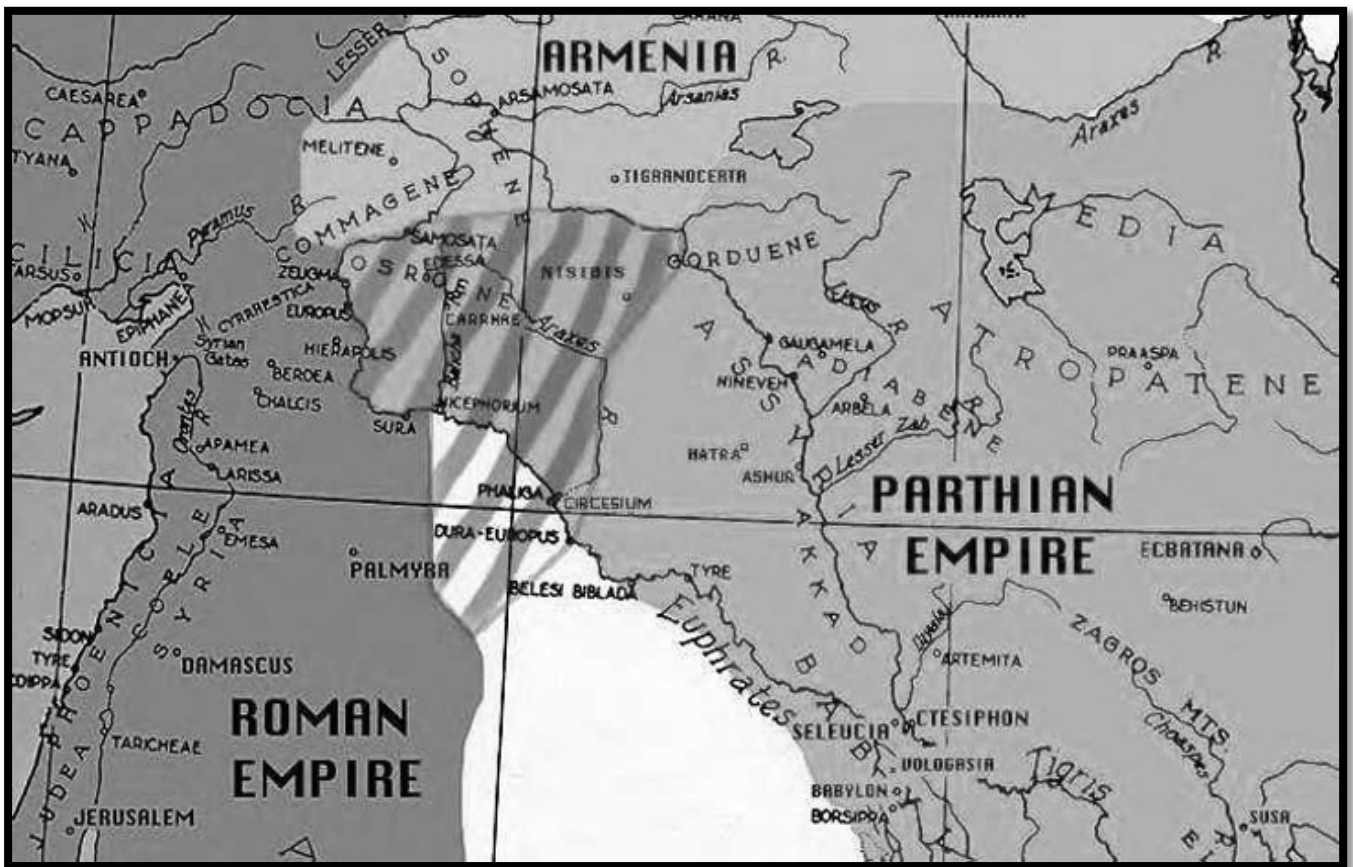 LESSER
SOPHENE
ARMENIA
R.
CAESAREA
ARSAMOSATA
Arsanias
Araxes
R
CAPPADOCIA
TYANA
MELITENE
TIGRANOCERTA
COMMAGENE
MEDIA
Pyramus R
CILICIA
SAMOSATA
GORDUENE
ZEUGMA
OSROENE
EDESSA
NISIBIS
EUROPUS
CYRRHESTICA
MOPSUH
EPIPHANEA
CARRHAE
Araxes
R
Lycus R
ATROPATENE
ANTIOCH
Syrian
Gates
HIERAPOLIS
BEROEA
CHALCIS
GAUGAMELA
NINEVEH
ADIABENE
ARBELA
PRAASPA
ASSYRIA
NICEPHORIUM
SURA
Orontes R
APAMEA
LARISSA
HATRA
ASHUR
Lesser Zab R
PARTHIAN
EMPIRE
PHALIGA
CIRCESIUM
ARADUS
EMESA
DURA-EUROPUS
ECBATANA
PALMYRA
BELESI BIBLADA
TYRE
BEHISTUN
PHOENICIA
COELE
SYRIA
Euphrates
AKKAD
ZAGROS MTS.
SIDON
TYRE
DAMASCUS
ARTEMITA
Choaspes R
ROMAN
EMPIRE
SELEUCIA
CTESIPHON
TARICHEAE
VOLOGASIA
Tigris
BABYLON
BORSIPPA
JUDEA
JERUSALEM
SUSA